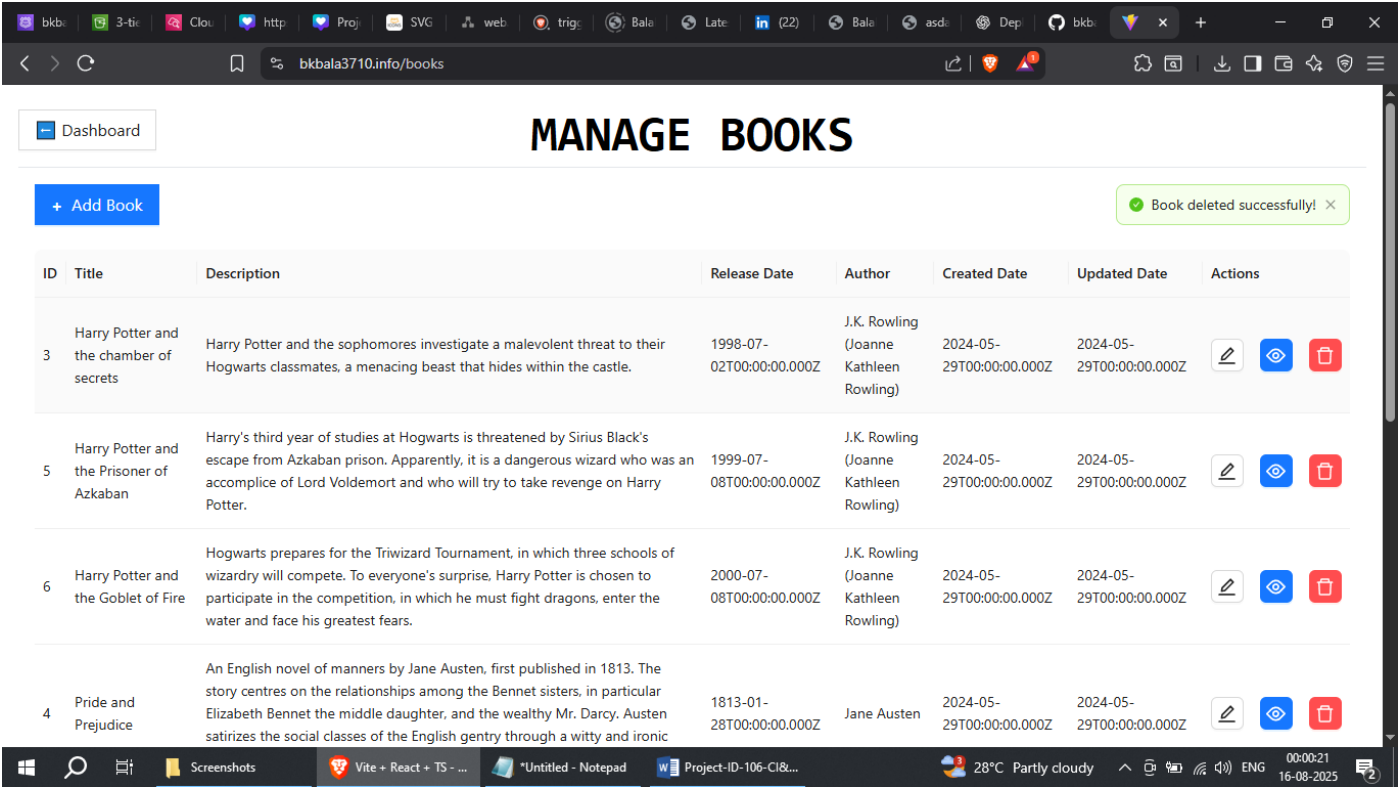 bkba
3-tie
Clou
http
Proj
SVG
web
trigg
Bala
Late
(22)
Bala
asda
Dep
bkba
bkbala3710.info/books
1
Dashboard
MANAGE BOOKS
+ Add Book
Book deleted successfully!
ID Title Description Release Date Author Created Date Updated Date Actions
3
Harry Potter and
the chamber of
secrets
Harry Potter and the sophomores investigate a malevolent threat to their
Hogwarts classmates, a menacing beast that hides within the castle.
1998-07-
02T00:00:00.000Z
J.K. Rowling
(Joanne
Kathleen
Rowling)
2024-05-
29T00:00:00.000Z
2024-05-
29T00:00:00.000Z
5
Harry Potter and
the Prisoner of
Azkaban
Harry's third year of studies at Hogwarts is threatened by Sirius Black's
escape from Azkaban prison. Apparently, it is a dangerous wizard who was an
accomplice of Lord Voldemort and who will try to take revenge on Harry
Potter.
1999-07-
08T00:00:00.000Z
J.K. Rowling
(Joanne
Kathleen
Rowling)
2024-05-
29T00:00:00.000Z
2024-05-
29T00:00:00.000Z
6
Harry Potter and
the Goblet of Fire
Hogwarts prepares for the Triwizard Tournament, in which three schools of
wizardry will compete. To everyone's surprise, Harry Potter is chosen to
participate in the competition, in which he must fight dragons, enter the
water and face his greatest fears.
2000-07-
08T00:00:00.000Z
J.K. Rowling
(Joanne
Kathleen
Rowling)
2024-05-
29T00:00:00.000Z
2024-05-
29T00:00:00.000Z
4
Pride and
Prejudice
An English novel of manners by Jane Austen, first published in 1813. The
story centres on the relationships among the Bennet sisters, in particular
Elizabeth Bennet the middle daughter, and the wealthy Mr. Darcy. Austen
satirizes the social classes of the English gentry through a witty and ironic
1813-01-
28T00:00:00.000Z
Jane Austen
2024-05-
29T00:00:00.000Z
2024-05-
29T00:00:00.000Z
Screenshots
Vite + React + TS - ...
*Untitled - Notepad
Project-ID-106-CI&...
3
28°C Partly cloudy
ENG
00:00:21
16-08-2025
2